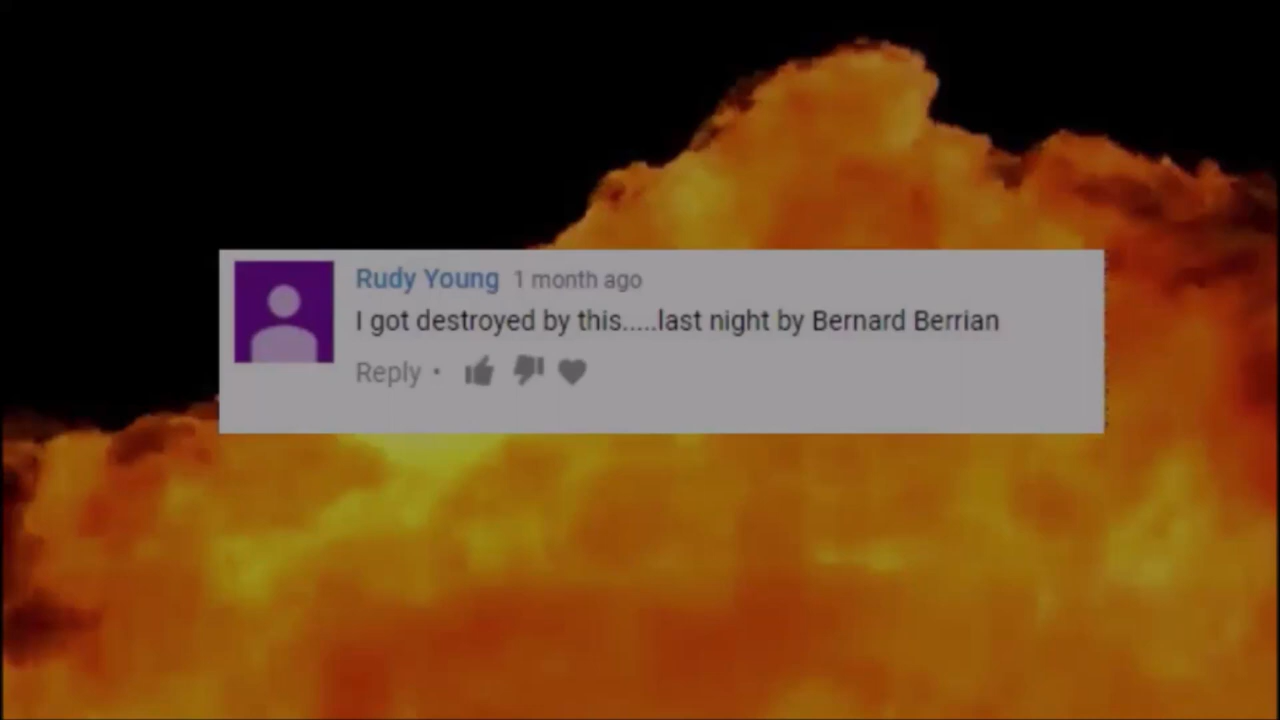 Rudy Young 1 month ago
I got destroyed by this.....last night by Bernard Berrian
Reply •